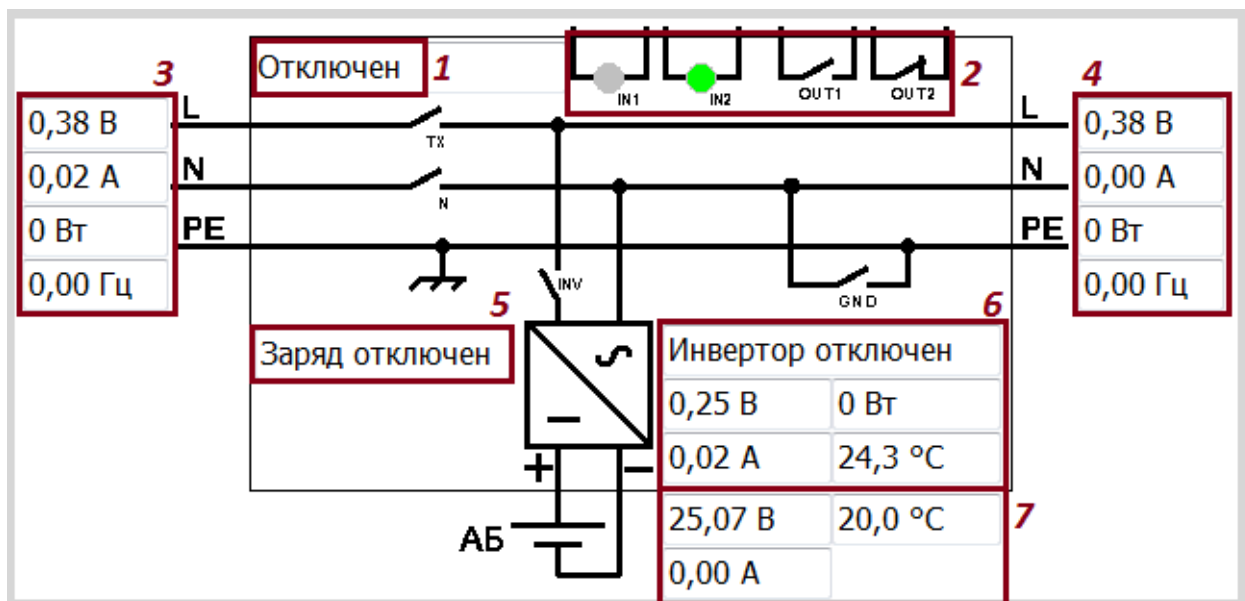 3
Отключен
1
2
4
IN1
IN2
OUT1
OUT2
0,38 В
L
TX
L
0,38 В
0,02 А
N
N
N
0,00 А
0 Вт
PE
PE
0 Вт
0,00 Гц
INV
GND
0,00 Гц
5
6
Заряд отключен
Инвертор отключен
0,25 В
0 Вт
0,02 А
24,3 °C
+
−
АБ
25,07 В
20,0 °C
7
0,00 А